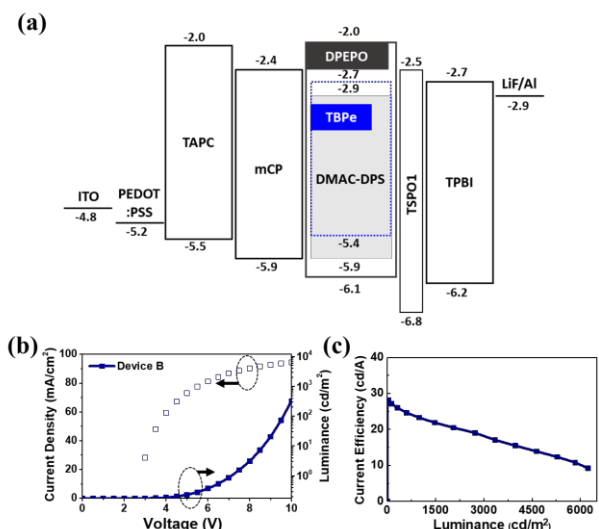 (a)
-2.0
-2.4
-2.0
DPEPO
-2.7
-2.9
-2.5
-2.7
LiF/Al
-2.9
TBPe
TAPC
mCP
DMAC-DPS
TSPO1
TPBI
ITO
-4.8
PEDOT
:PSS
-5.2
-5.5
-5.9
-5.4
-5.9
-6.1
-6.8
-6.2
(b)
Device B
Current Density (mA/cm²)
100
80
60
40
20
0
0 2 4 6 8 10
Voltage (V)
10⁴
10³
10²
10¹
10⁰
Luminance (cd/m²)
(c)
Current Efficiency (cd/A)
40
30
20
10
0
0 1500 3000 4500 6000
Luminance (cd/m²)